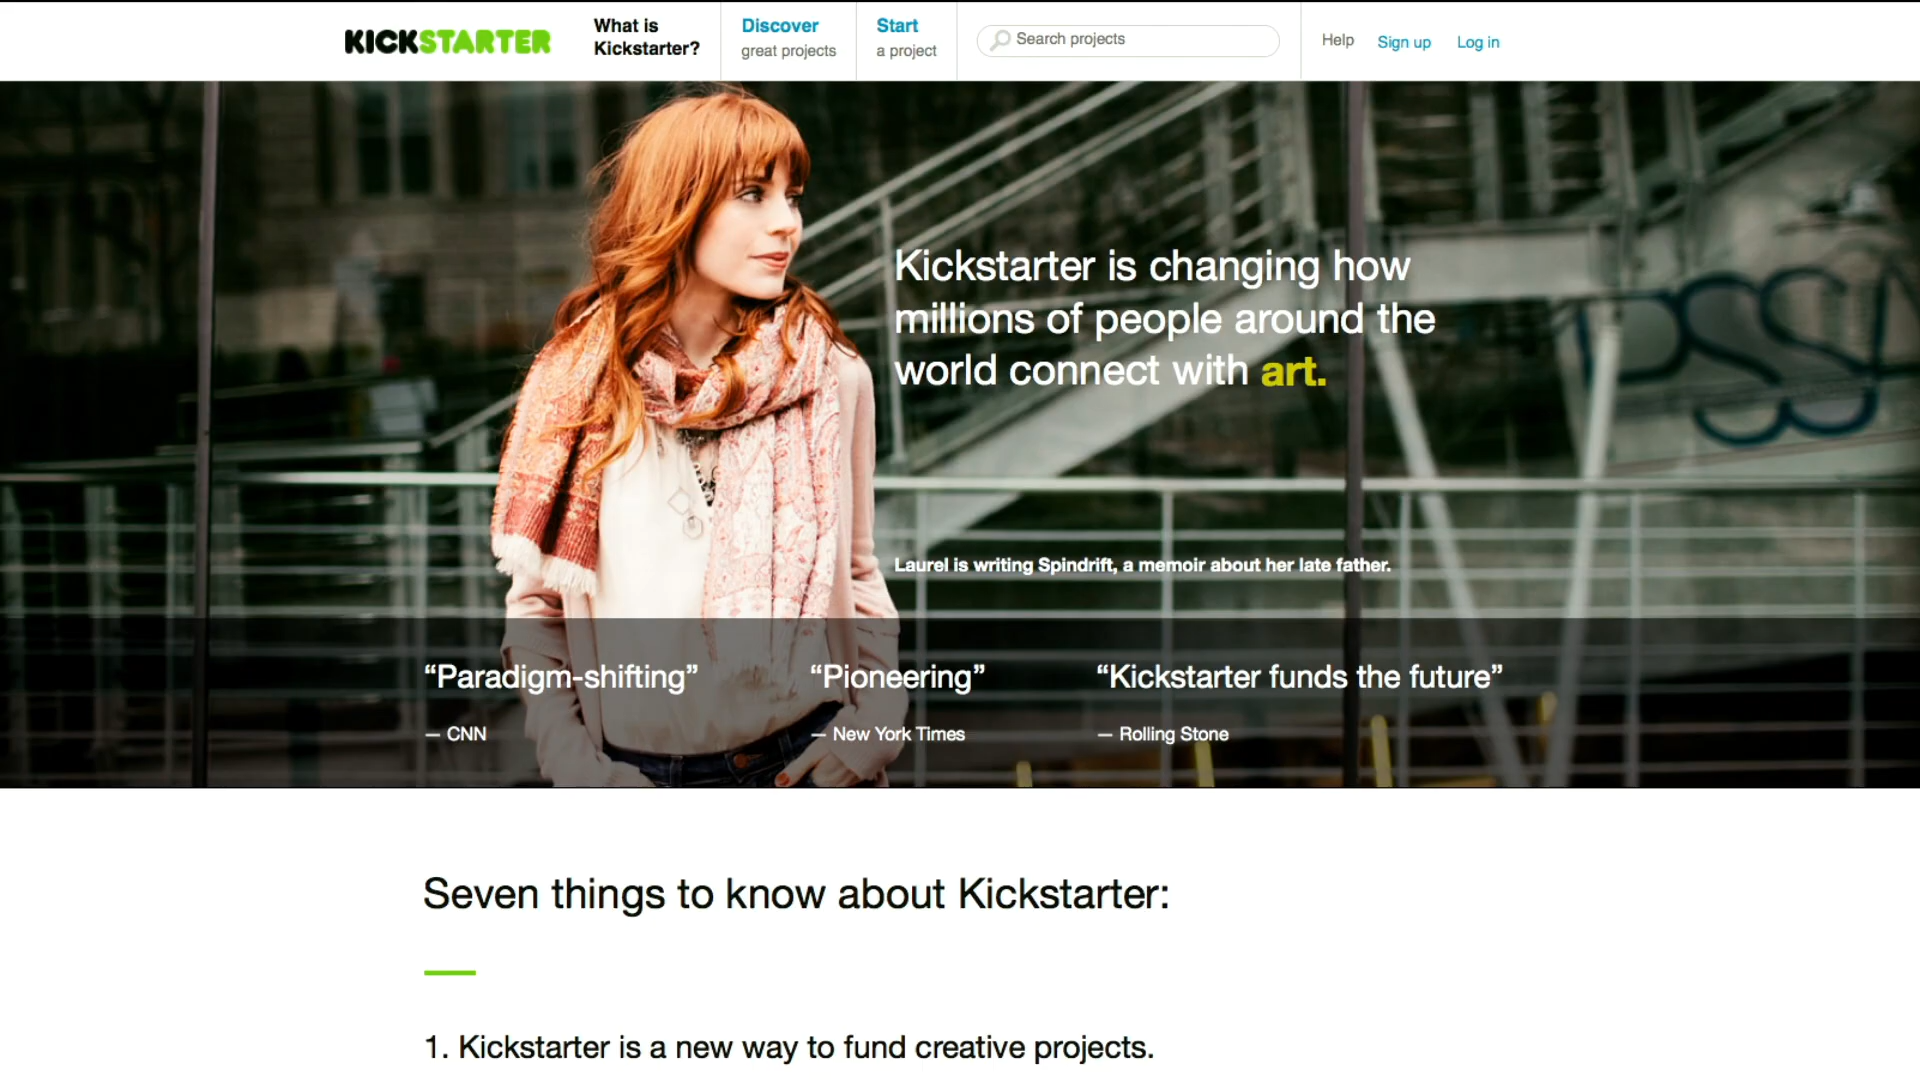 KICKSTARTER
What is
Kickstarter?
Discover
great projects
Start
a project
Search projects
Help
Sign up
Log in
Kickstarter is changing how
millions of people around the
world connect with art.
Laurel is writing Spindrift, a memoir about her late father.
“Paradigm-shifting”
— CNN
“Pioneering”
— New York Times
“Kickstarter funds the future”
— Rolling Stone
Seven things to know about Kickstarter:
1. Kickstarter is a new way to fund creative projects.